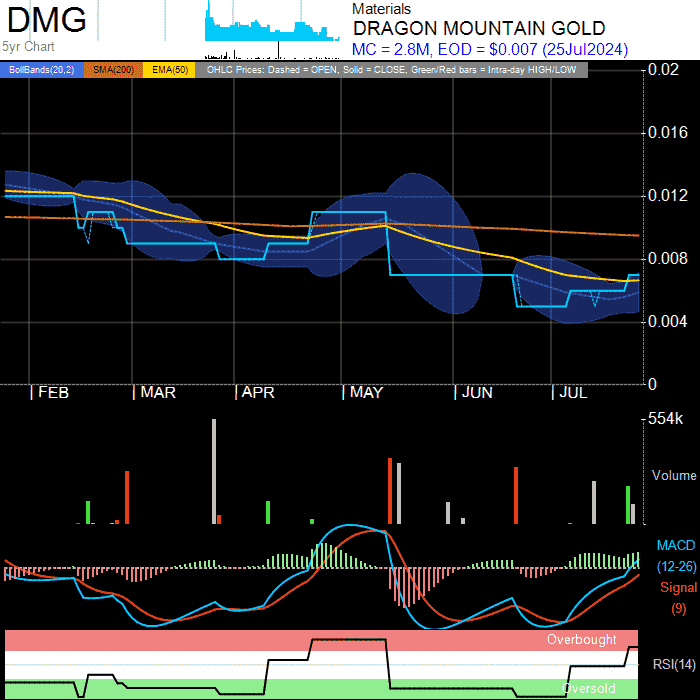 DMG
5yr Chart
Materials
DRAGON MOUNTAIN GOLD
MC = 2.8M, EOD = $0.007 (25Jul2024)
BollBands(20,2) SMA(200) EMA(50) OHLC Prices: Dashed = OPEN, Solid = CLOSE, Green/Red bars = Intra-day HIGH/LOW
0.02
0.016
0.012
0.008
0.004
0
FEB MAR APR MAY JUN JUL
554k
Volume
MACD
(12-26)
Signal
(9)
Overbought
RSI(14)
Oversold